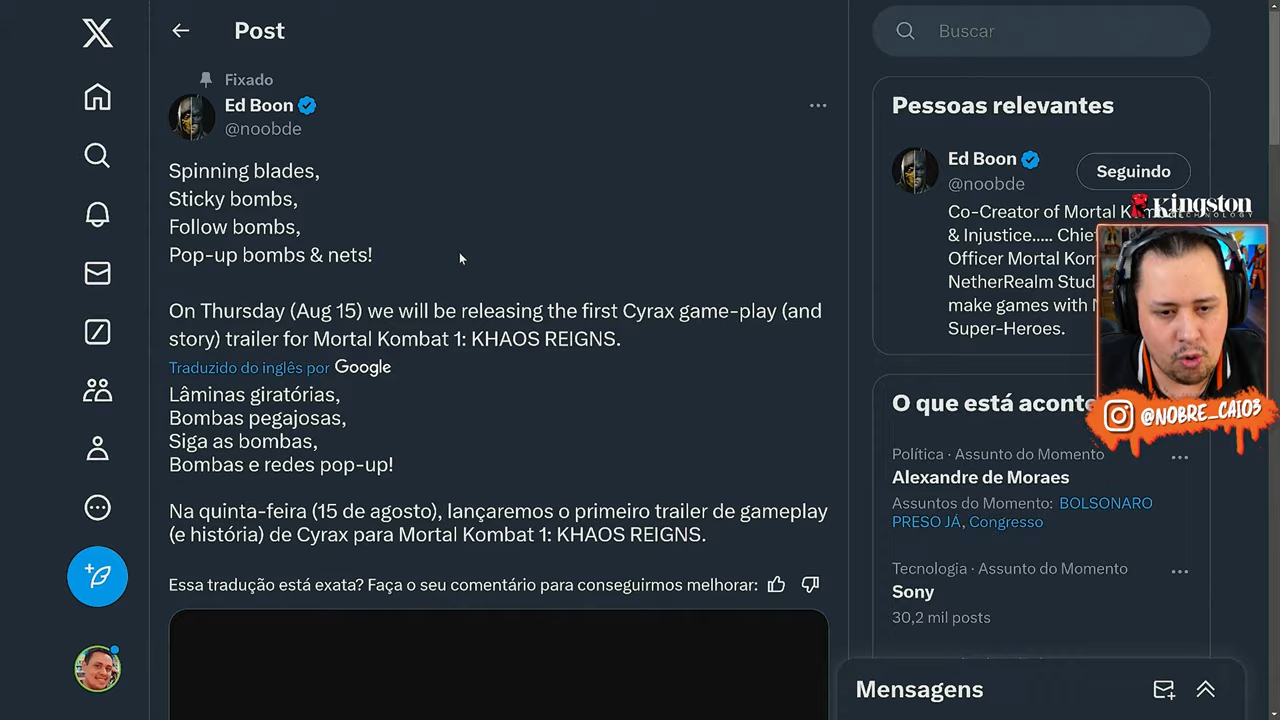 Post
Fixado
Ed Boon
@noobde
Spinning blades,
Sticky bombs,
Follow bombs,
Pop-up bombs & nets!
On Thursday (Aug 15) we will be releasing the first Cyrax game-play (and
story) trailer for Mortal Kombat 1: KHAOS REIGNS.
Traduzido do inglês por Google
Lâminas giratórias,
Bombas pegajosas,
Siga as bombas,
Bombas e redes pop-up!
Na quinta-feira (15 de agosto), lançaremos o primeiro trailer de gameplay
(e história) de Cyrax para Mortal Kombat 1: KHAOS REIGNS.
Essa tradução está exata? Faça o seu comentário para conseguirmos melhorar:
Buscar
Pessoas relevantes
Ed Boon
@noobde
Seguindo
Co-Creator of Mortal
& Injustice.....
Officer Mortal
NetherRealm
make games with
Super-Heroes.
Kingston
TECHNOLOGY
@NOBRE_CAIO3
O que está
Política · Assunto do Momento
Alexandre de Moraes
Assuntos do Momento: BOLSONARO
PRESO JÁ, Congresso
Tecnologia · Assunto do Momento
Sony
30,2 mil posts
Mensagens